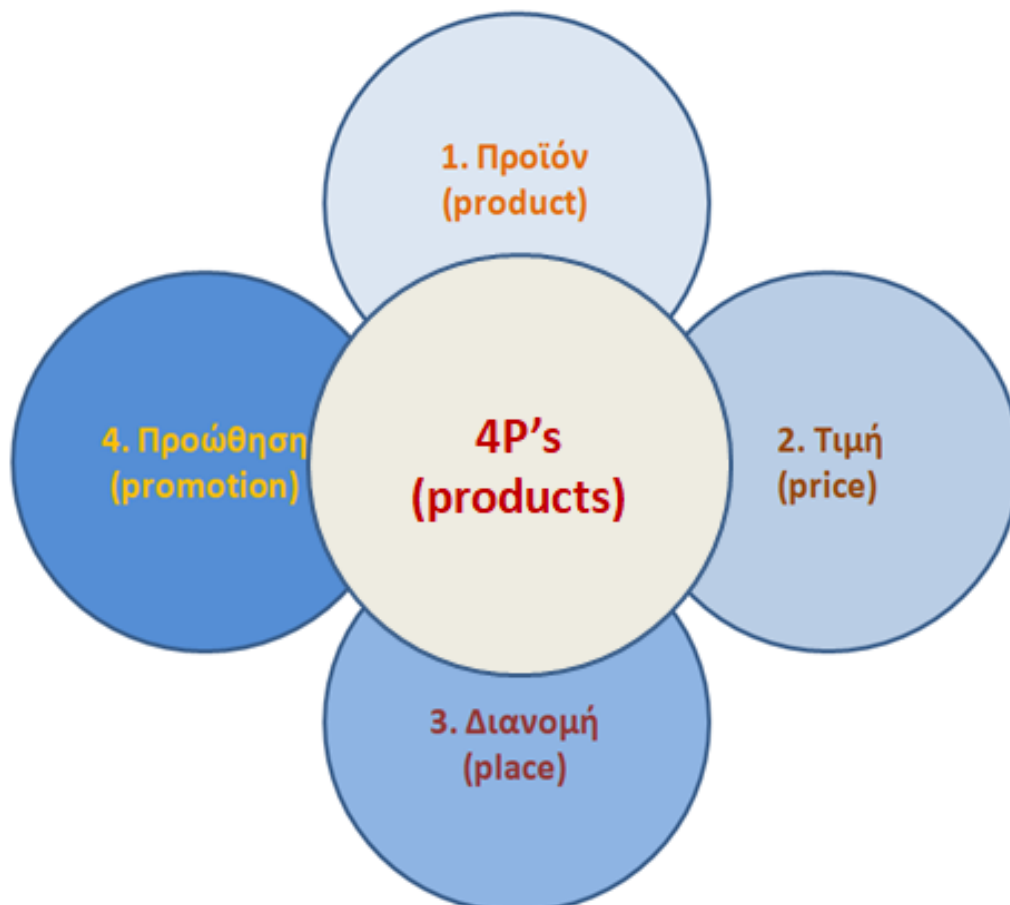 1. Προϊόν
(product)
4. Προώθηση
(promotion)
4P’s
(products)
2. Τιμή
(price)
3. Διανομή
(place)